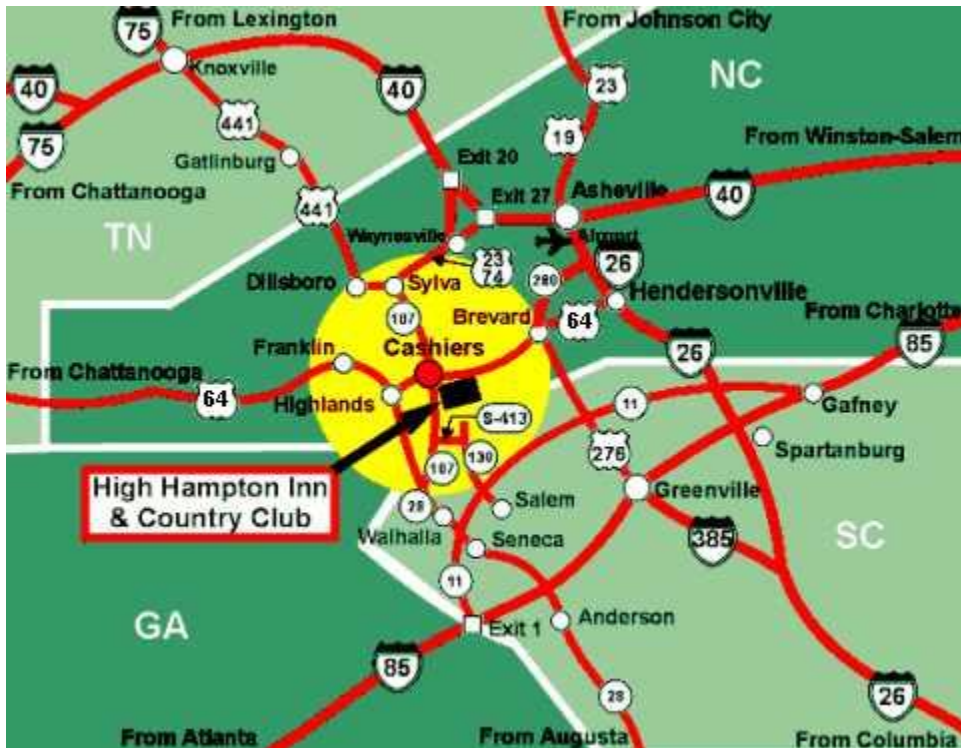 75
From Lexington
From Johnson City
Knoxville
40
40
23
NC
75
441
19
From Winston-Salem
Gatlinburg
Exit 20
From Chattanooga
441
Exit 27
Asheville
40
TN
Waynesville
Airport
23
74
26
Dillsboro
Sylva
280
Hendersonville
107
Brevard
64
From Charlotte
Franklin
Cashiers
85
From Chattanooga
26
64
Highlands
11
Gafney
S-413
276
Spartanburg
107
130
High Hampton Inn
& Country Club
28
Salem
Greenville
Walhalla
Seneca
385
SC
11
GA
Exit 1
Anderson
85
28
26
From Atlanta
From Augusta
From Columbia